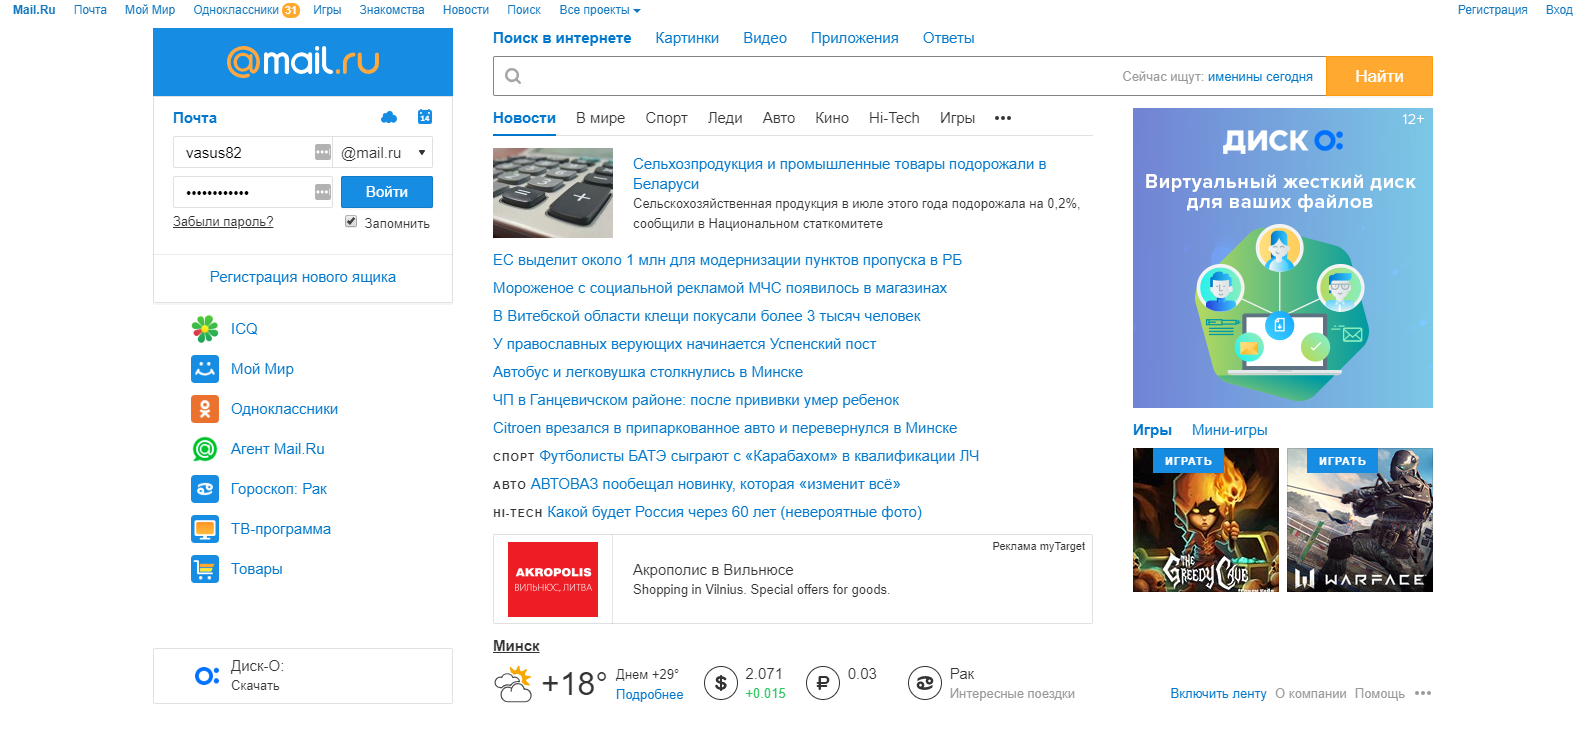 Mail.Ru Почта Мой Мир Одноклассники 31 Игры Знакомства Новости Поиск Все проекты Регистрация Вход
@mail.ru
Почта
14
vasus82 @mail.ru
•••••••••••• Войти
Забыли пароль? Запомнить
Регистрация нового ящика
ICQ
Мой Мир
Одноклассники
Агент Mail.Ru
Гороскоп: Рак
ТВ-программа
Товары
Диск-О:
Скачать
Поиск в интернете Картинки Видео Приложения Ответы
Сейчас ищут: именины сегодня Найти
Новости В мире Спорт Леди Авто Кино Hi-Tech Игры •••
Сельхозпродукция и промышленные товары подорожали в
Беларуси
Сельскохозяйственная продукция в июле этого года подорожала на 0,2%,
сообщили в Национальном статкомитете
ЕС выделит около 1 млн для модернизации пунктов пропуска в РБ
Мороженое с социальной рекламой МЧС появилось в магазинах
В Витебской области клещи покусали более 3 тысяч человек
У православных верующих начинается Успенский пост
Автобус и легковушка столкнулись в Минске
ЧП в Ганцевичском районе: после прививки умер ребенок
Citroen врезался в припаркованное авто и перевернулся в Минске
СПОРТ Футболисты БАТЭ сыграют с «Карабахом» в квалификации ЛЧ
АВТО АВТОВАЗ пообещал новинку, которая «изменит всё»
HI-TECH Какой будет Россия через 60 лет (невероятные фото)
Реклама myTarget
AKROPOLIS
ВИЛЬНЮС, ЛИТВА
Акрополис в Вильнюсе
Shopping in Vilnius. Special offers for goods.
Минск
+18° Днем +29°
Подробнее
$ 2.071
+0.015
₽ 0.03
Рак
Интересные поездки
12+
ДИСК О:
Виртуальный жесткий диск
для ваших файлов
Игры Мини-игры
ИГРАТЬ
THE
GREEDY CAVE
ИГРАТЬ
WARFACE
Включить ленту О компании Помощь •••